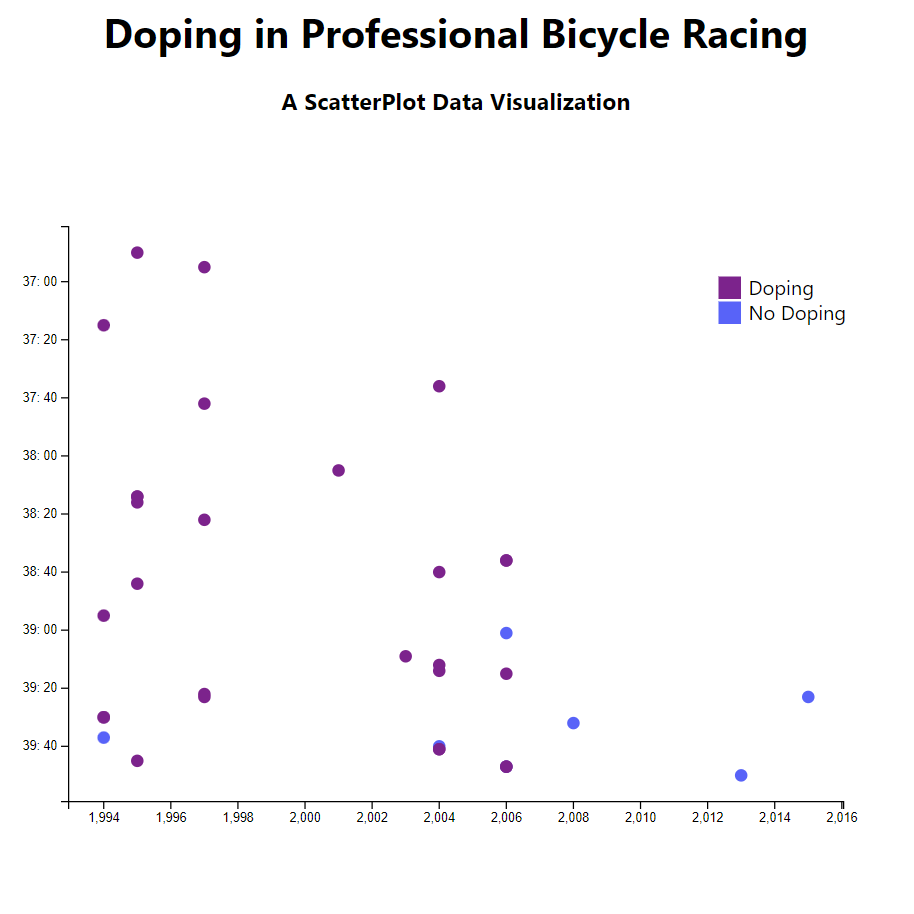 Doping in Professional Bicycle Racing
A ScatterPlot Data Visualization
Doping
No Doping
37: 00
37: 20
37: 40
38: 00
38: 20
38: 40
39: 00
39: 20
39: 40
1,994 1,996 1,998 2,000 2,002 2,004 2,006 2,008 2,010 2,012 2,014 2,016